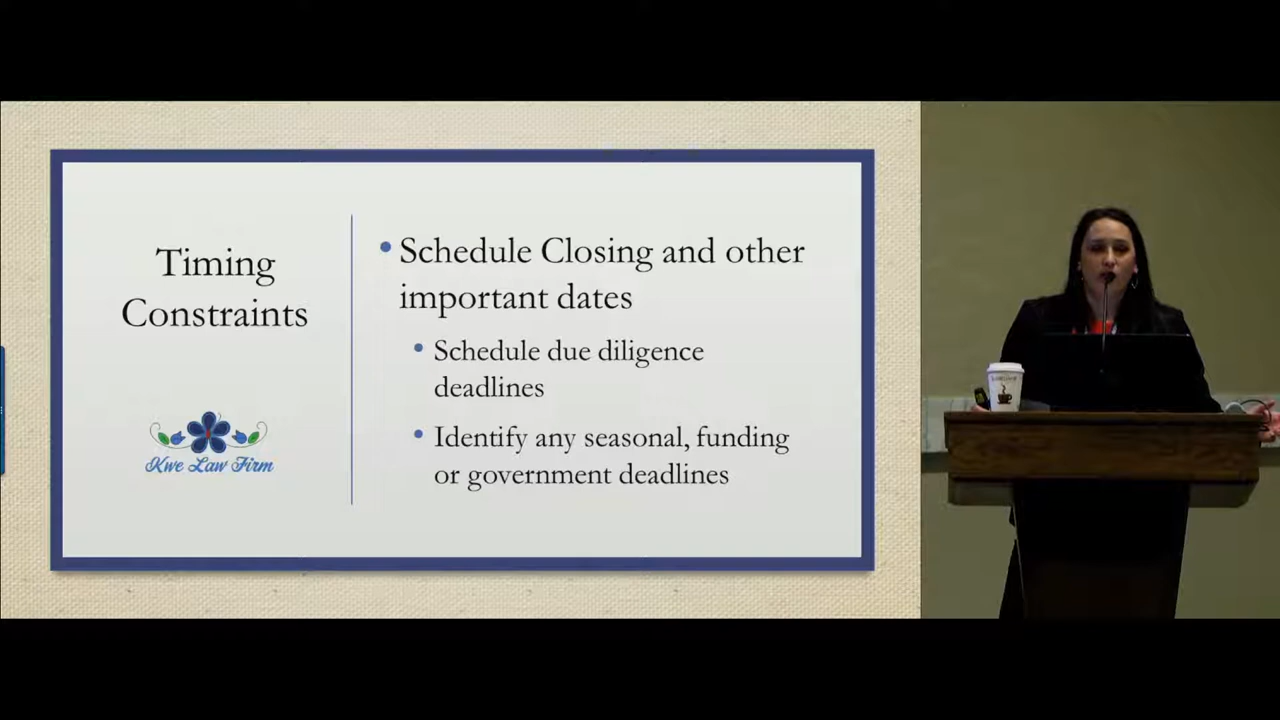 Timing
Constraints
Kwe Law Firm
• Schedule Closing and other
important dates
• Schedule due diligence
deadlines
• Identify any seasonal, funding
or government deadlines